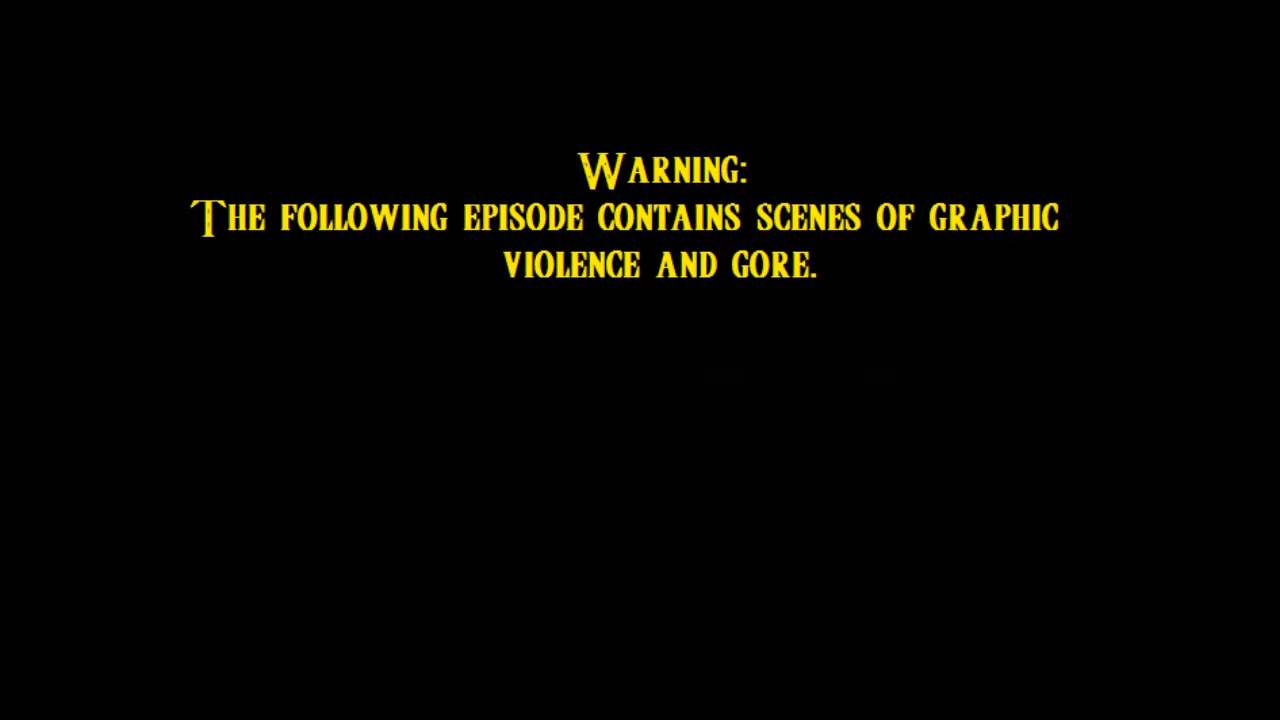 Warning:
The following episode contains scenes of graphic
violence and gore.